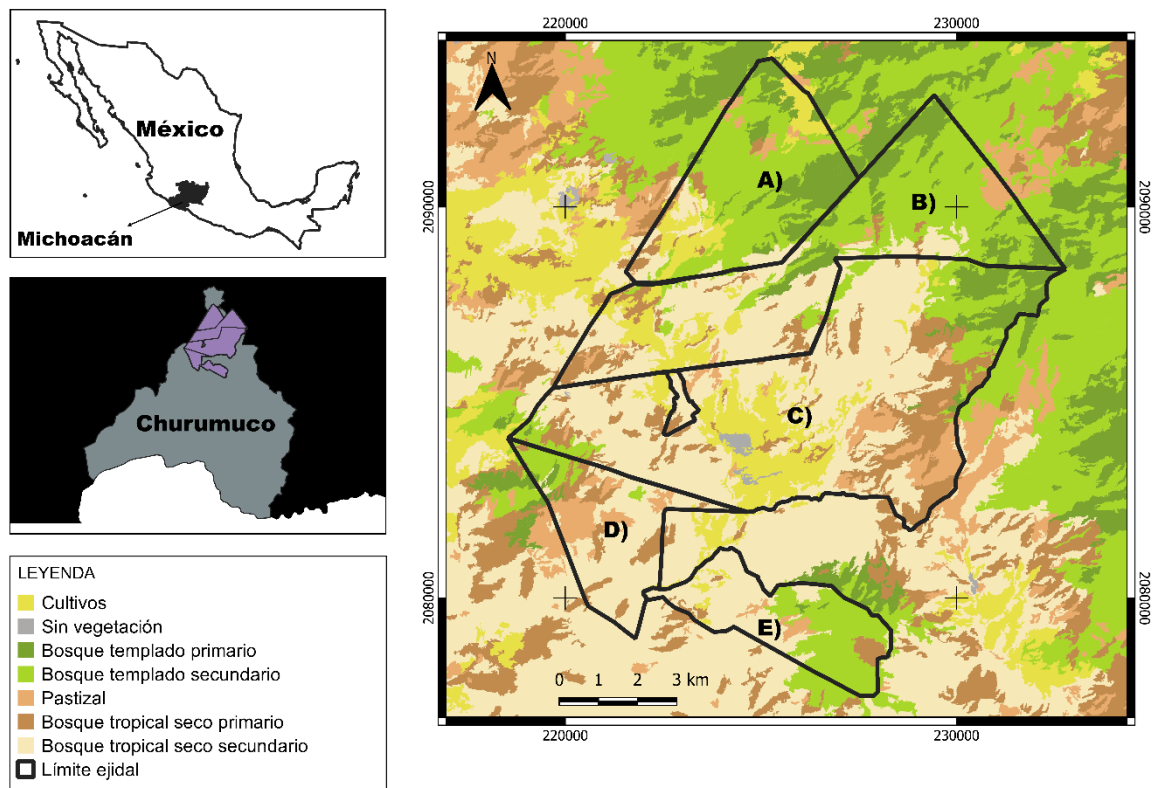 México
Michoacán
Churumuco
LEYENDA
Cultivos
Sin vegetación
Bosque templado primario
Bosque templado secundario
Pastizal
Bosque tropical seco primario
Bosque tropical seco secundario
Límite ejidal
220000 230000
N
A)
B)
2090000 2090000
C)
D)
2080000 2080000
E)
0 1 2 3 km
220000 230000